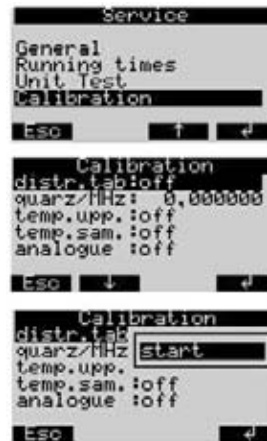 Service
General
Running times
Unit Test
Calibration
Esc ↑ ↲
Calibration
distr.tab:off
quarz/MHz: 0,000000
temp.upp.:off
temp.sam.:off
analogue :off
Esc ↓ ↲
Calibration
distr.tab
quarz/MHz start
temp.upp.
temp.sam.:off
analogue :off
Esc ↲